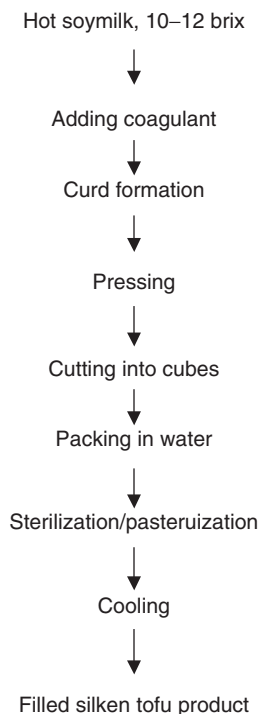 Hot soymilk, 10–12 brix
Adding coagulant
Curd formation
Pressing
Cutting into cubes
Packing in water
Sterilization/pasteruization
Cooling
Filled silken tofu product